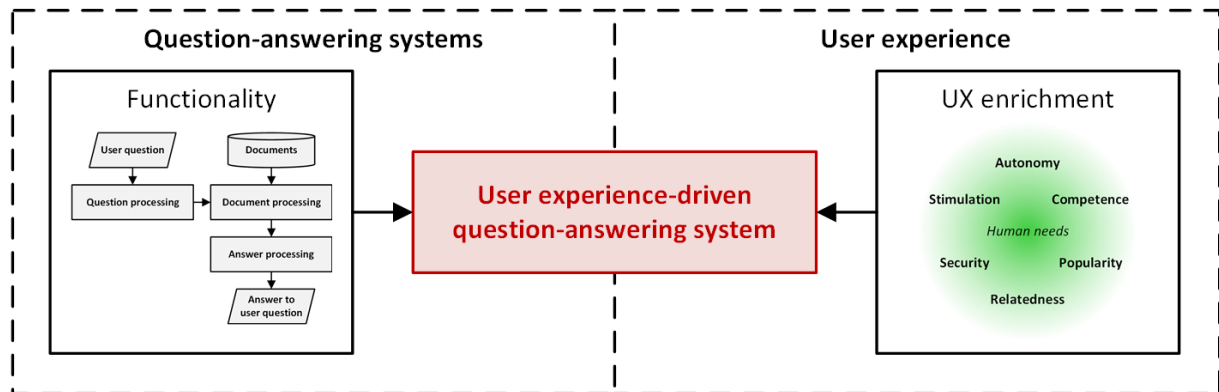 Question-answering systems
User experience
Functionality
User question
Documents
Question processing
Document processing
Answer processing
Answer to
user question
User experience-driven
question-answering system
UX enrichment
Autonomy
Stimulation
Competence
Human needs
Security
Popularity
Relatedness